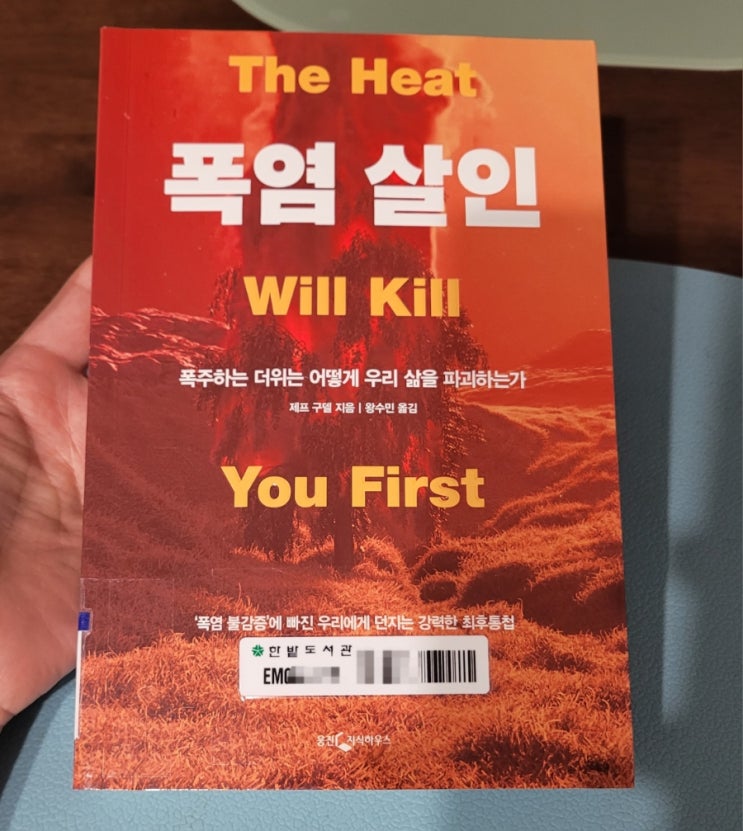 The Heat
폭염 살인
Will Kill
폭주하는 더위는 어떻게 우리 삶을 파괴하는가
제프 구델 지음 | 왕수민 옮김
You First
'폭염 불감증'에 빠진 우리에게 던지는 강력한 최후통첩
한밭도서관
웅진지식하우스